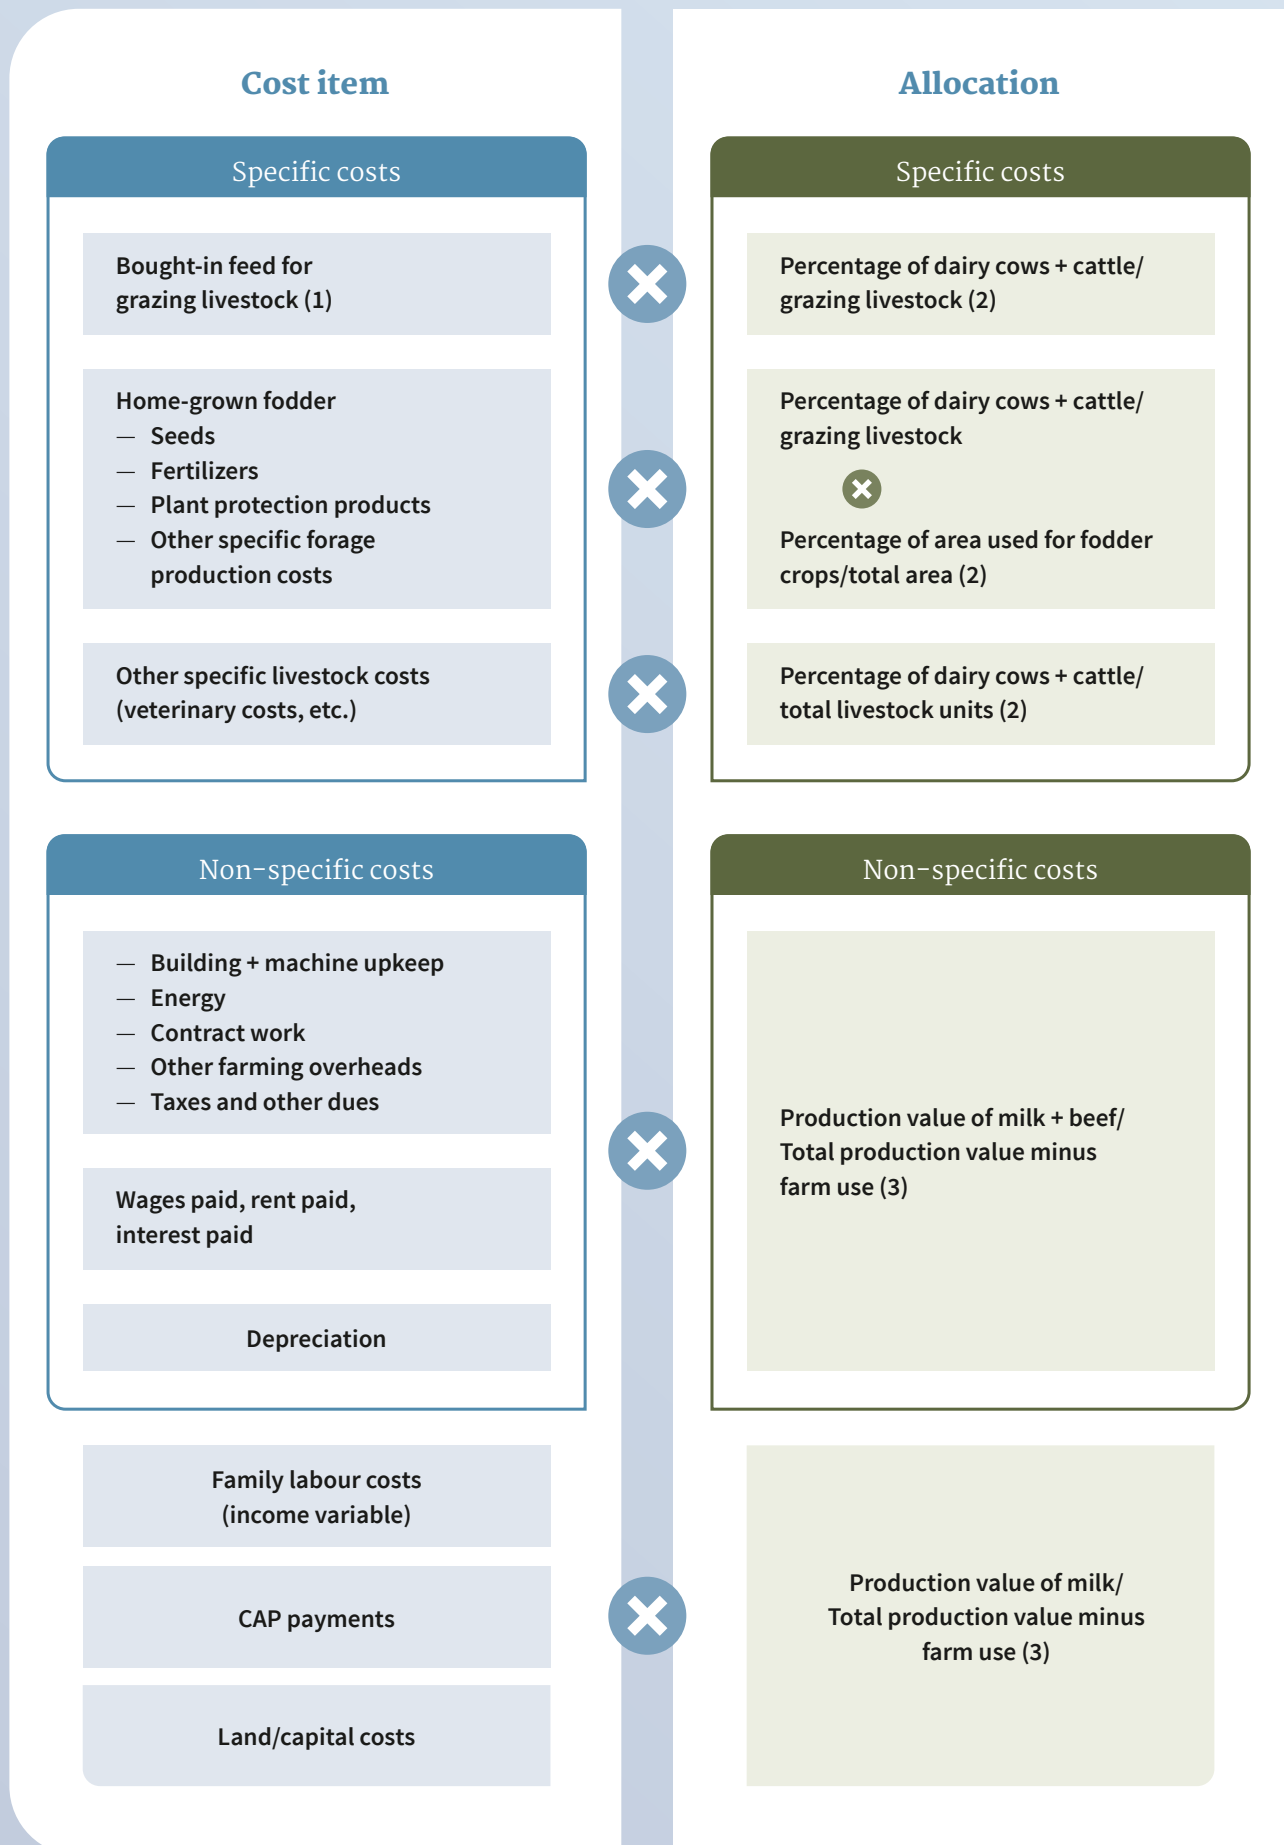 Cost item
Allocation
Specific costs
Specific costs
Bought-in feed for
grazing livestock (1)
Percentage of dairy cows + cattle/
grazing livestock (2)
Home-grown fodder
— Seeds
— Fertilizers
— Plant protection products
— Other specific forage
production costs
Percentage of dairy cows + cattle/
grazing livestock
Percentage of area used for fodder
crops/total area (2)
Other specific livestock costs
(veterinary costs, etc.)
Percentage of dairy cows + cattle/
total livestock units (2)
Non-specific costs
Non-specific costs
— Building + machine upkeep
— Energy
— Contract work
— Other farming overheads
— Taxes and other dues
Wages paid, rent paid,
interest paid
Depreciation
Production value of milk + beef/
Total production value minus
farm use (3)
Family labour costs
(income variable)
CAP payments
Land/capital costs
Production value of milk/
Total production value minus
farm use (3)